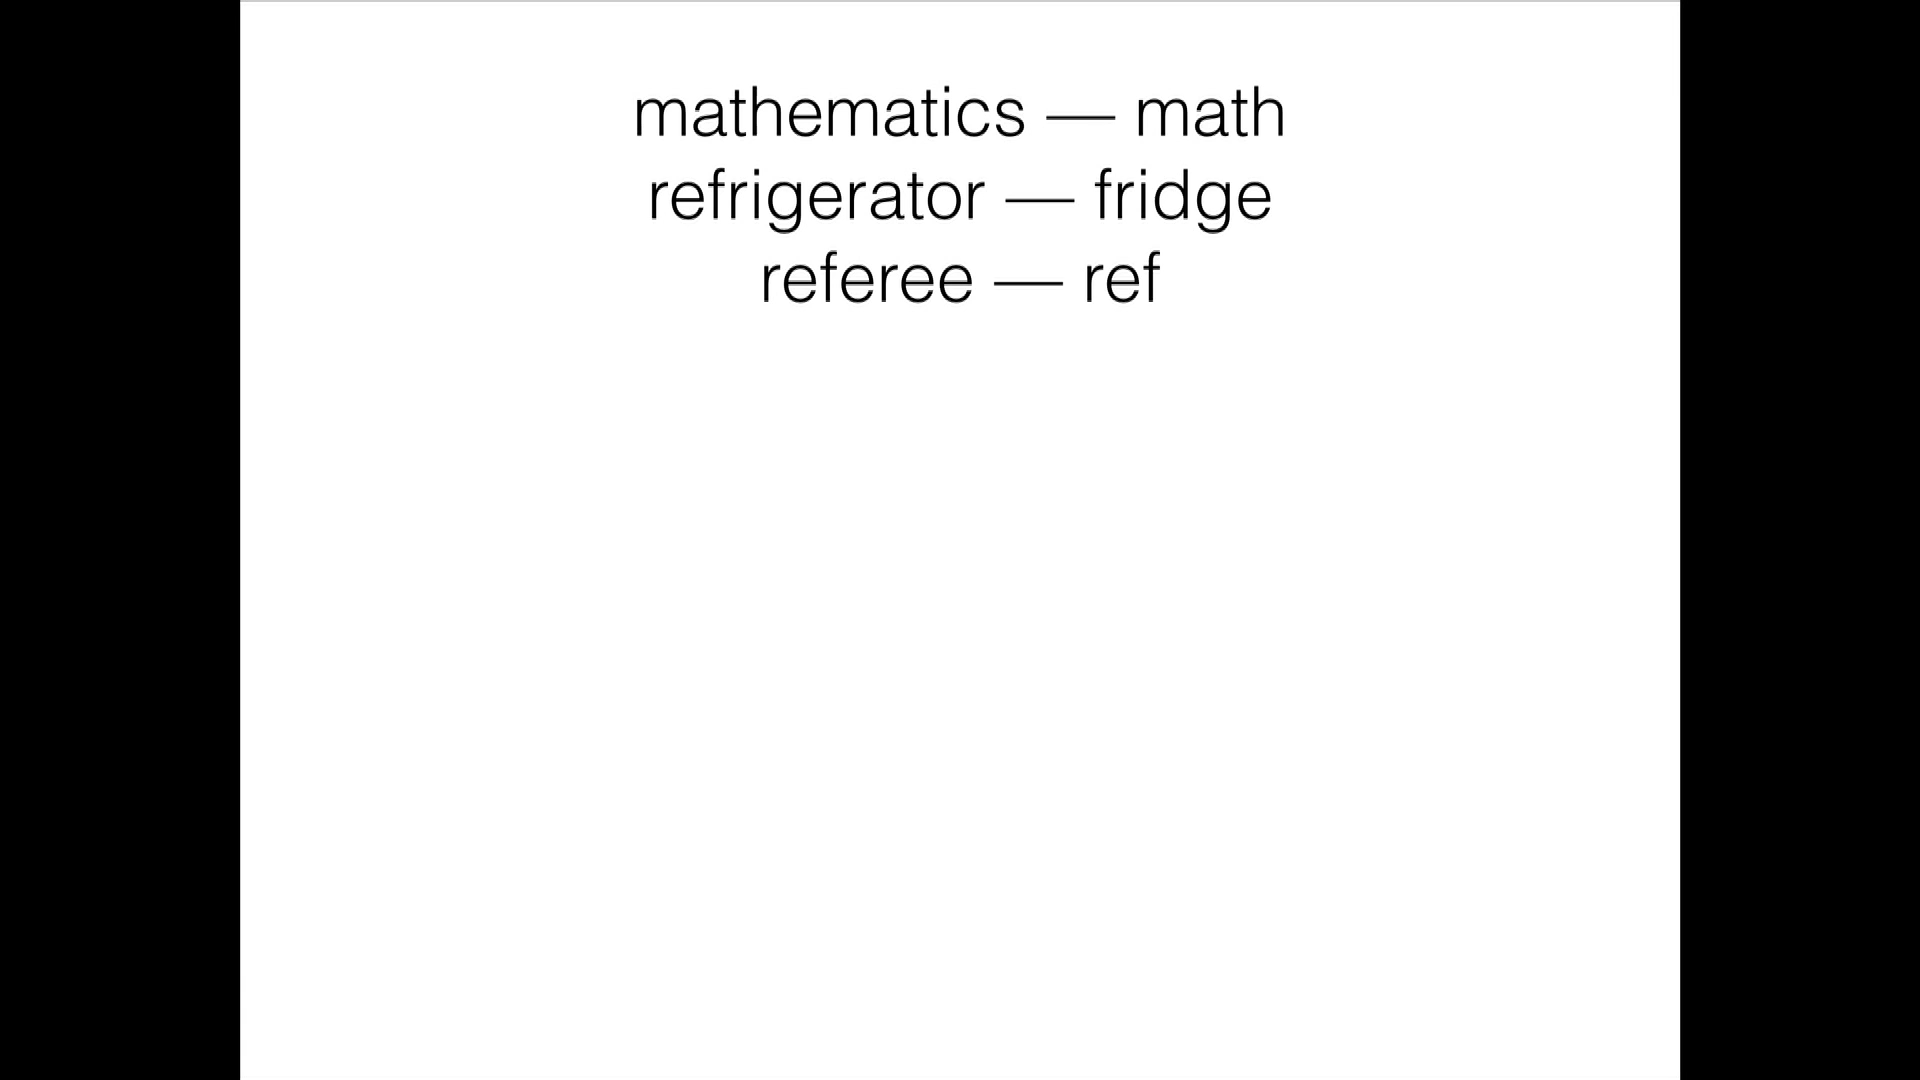 mathematics — math
refrigerator — fridge
referee — ref